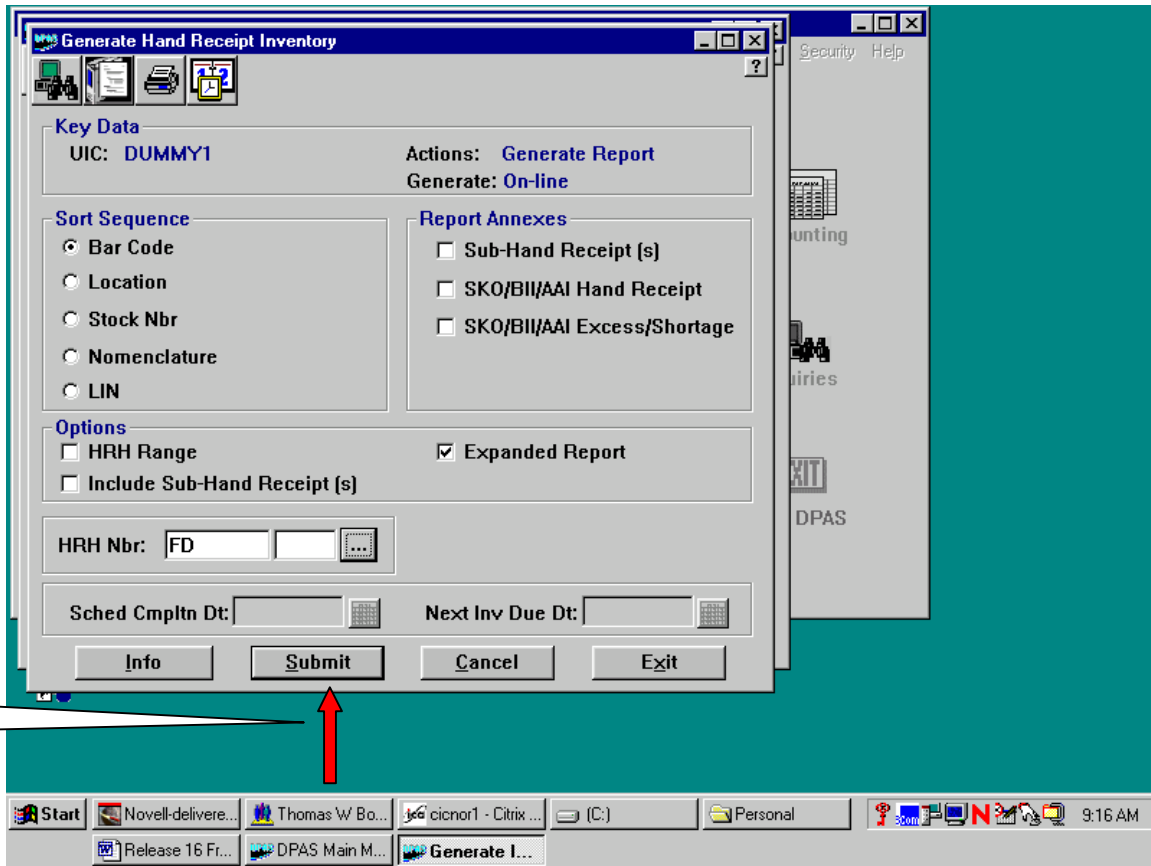 Generate Hand Receipt Inventory
Security Help
Key Data
UIC: DUMMY1
Actions: Generate Report
Generate: On-line
Sort Sequence
Bar Code
Location
Stock Nbr
Nomenclature
LIN
Report Annexes
Sub-Hand Receipt (s)
SKO/BII/AAI Hand Receipt
SKO/BII/AAI Excess/Shortage
unting
uiries
EXIT
DPAS
Options
HRH Range
Expanded Report
Include Sub-Hand Receipt (s)
HRH Nbr: FD ...
Sched Cmpltn Dt:
Next Inv Due Dt:
Info Submit Cancel Exit
Start Novell-delivere... Thomas W Bo... cicnor1 - Citrix ... (C:) Personal 9:16 AM
Release 16 Fr... DPAS Main M... Generate I...